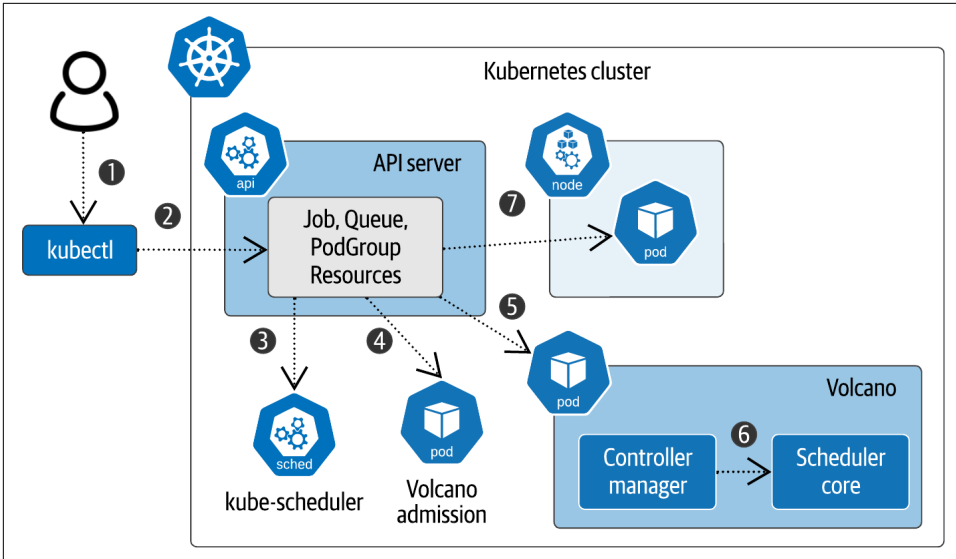 Kubernetes cluster
api
API server
node
1
2
7
kubectl
Job, Queue,
PodGroup
Resources
pod
3
4
5
pod
Volcano
sched
pod
kube-scheduler
Volcano
admission
Controller
manager
6
Scheduler
core